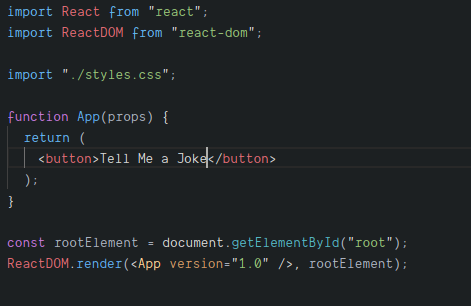 import React from "react";
import ReactDOM from "react-dom";

import "./styles.css";

function App(props) {
  return (
    <button>Tell Me a Joke</button>
  );
}

const rootElement = document.getElementById("root");
ReactDOM.render(<App version="1.0" />, rootElement);